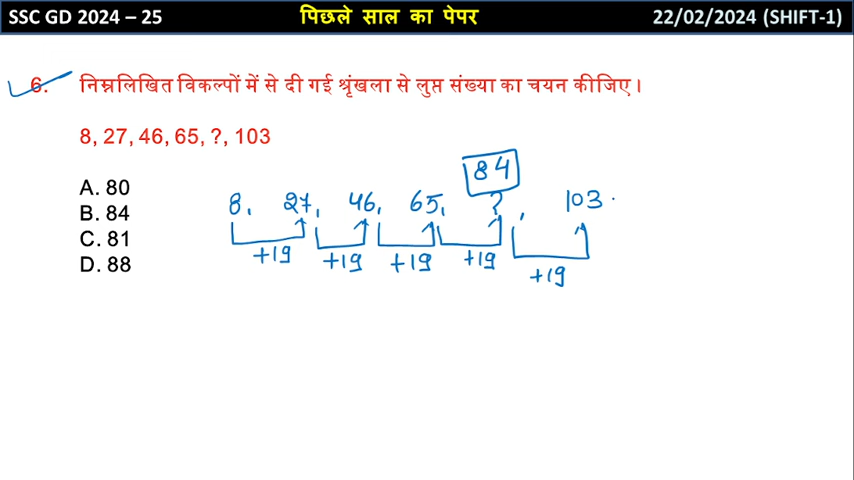 SSC GD 2024 – 25 पिछले साल का पेपर 22/02/2024 (SHIFT-1)
6. निम्नलिखित विकल्पों में से दी गई श्रृंखला से लुप्त संख्या का चयन कीजिए।
8, 27, 46, 65, ?, 103
A. 80
B. 84
C. 81
D. 88
84
8, 27, 46, 65, ?, 103
+19 +19 +19 +19 +19